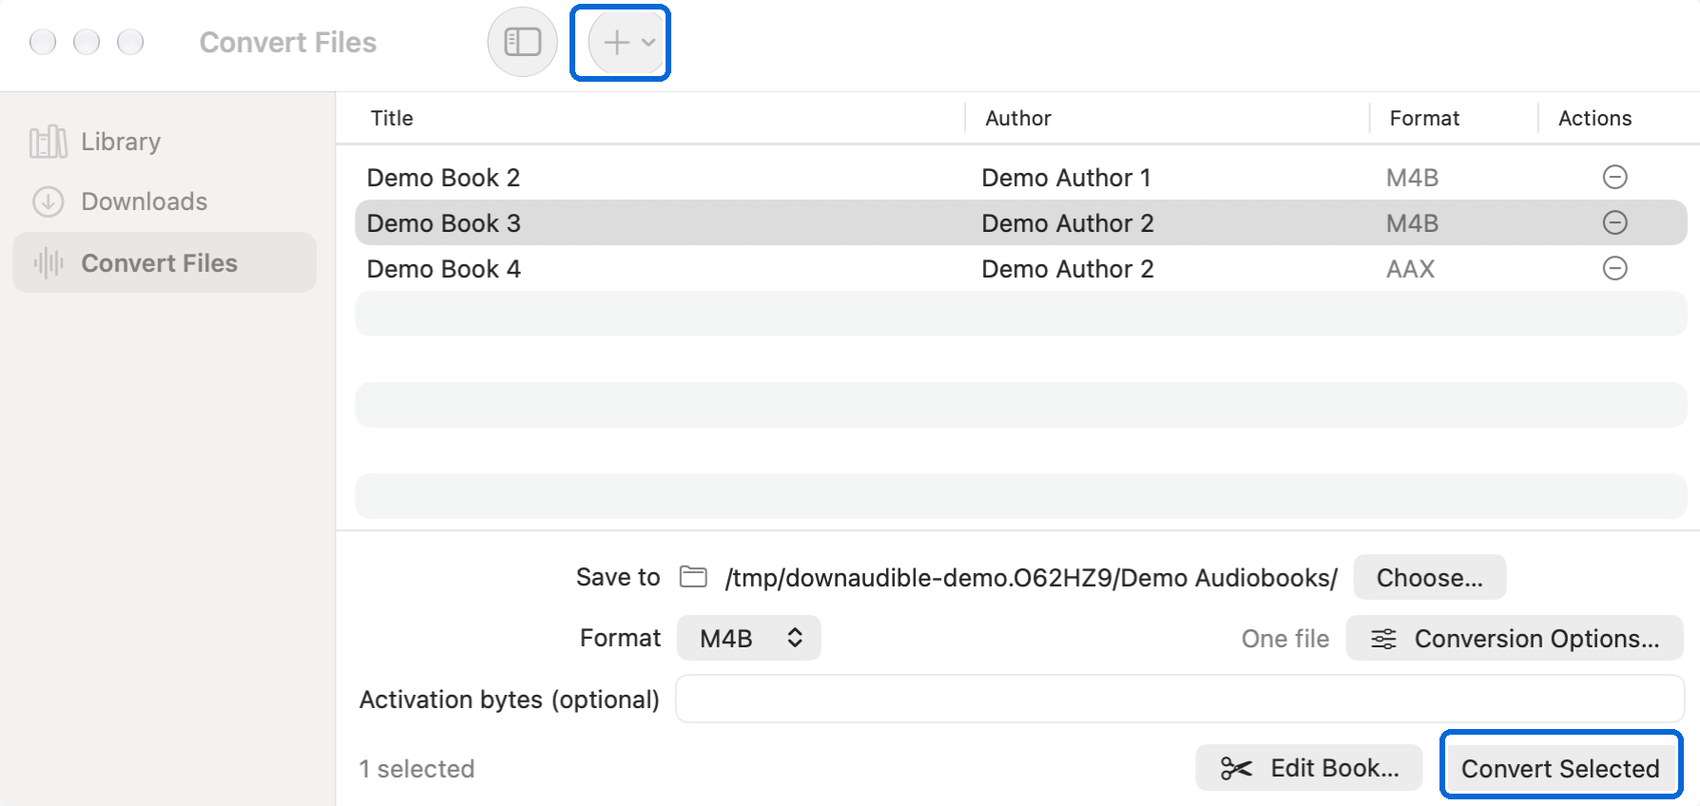 Convert Files
Library
Downloads
Convert Files
Title Author Format Actions
Demo Book 2 Demo Author 1 M4B
Demo Book 3 Demo Author 2 M4B
Demo Book 4 Demo Author 2 AAX
Save to /tmp/downaudible-demo.O62HZ9/Demo Audiobooks/ Choose...
Format M4B One file Conversion Options...
Activation bytes (optional)
1 selected Edit Book... Convert Selected